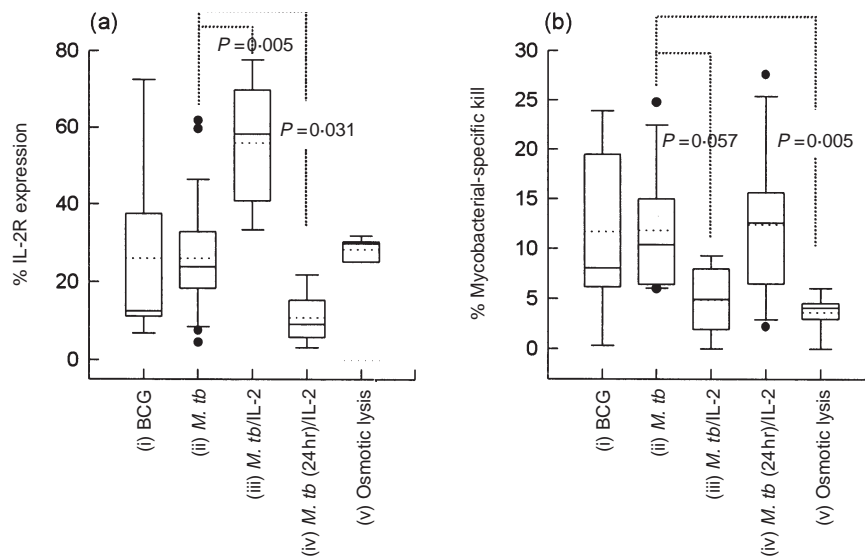 (a)
80
60
40
20
0
% IL-2R expression
P = 0·005
P = 0·031
(i) BCG
(ii) M. tb
(iii) M. tb/IL-2
(iv) M. tb (24hr)/IL-2
(v) Osmotic lysis
(b)
30
25
20
15
10
5
0
% Mycobacterial-specific kill
P = 0·057
P = 0·005
(i) BCG
(ii) M. tb
(iii) M. tb/IL-2
(iv) M. tb (24hr)/IL-2
(v) Osmotic lysis